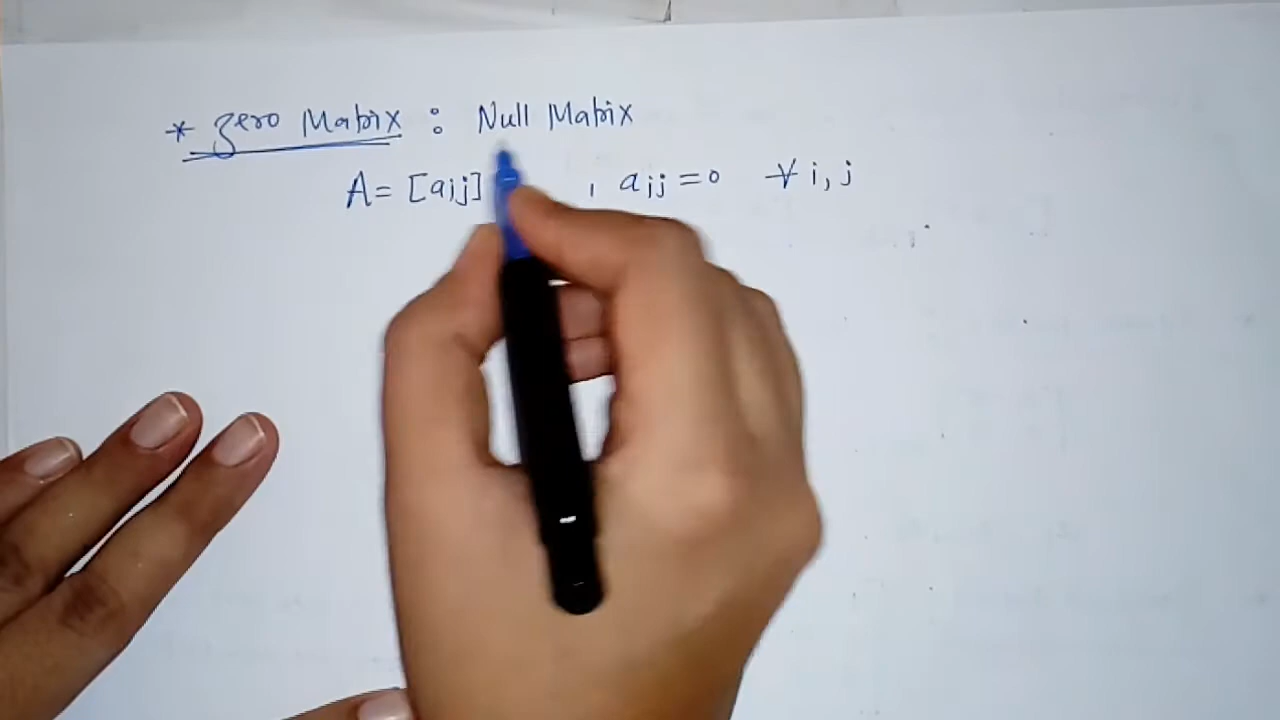 * Zero Matrix : Null Matrix
A = [aij] , aij = 0 ∀ i, j